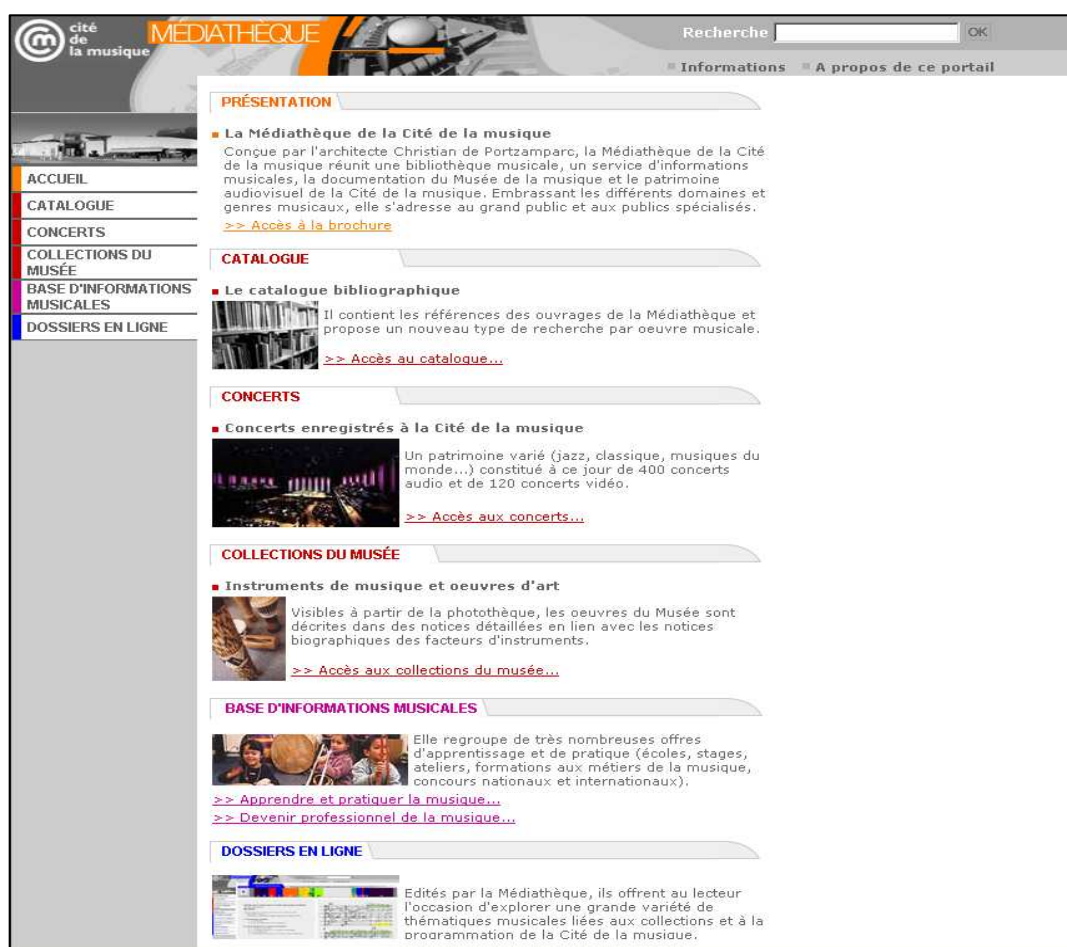 cité
de
la musique
MÉDIATHÈQUE
Recherche
OK
Informations
A propos de ce portail
ACCUEIL
CATALOGUE
CONCERTS
COLLECTIONS DU
MUSÉE
BASE D'INFORMATIONS
MUSICALES
DOSSIERS EN LIGNE
PRÉSENTATION
La Médiathèque de la Cité de la musique
Conçue par l'architecte Christian de Portzamparc, la Médiathèque de la Cité
de la musique réunit une bibliothèque musicale, un service d'informations
musicales, la documentation du Musée de la musique et le patrimoine
audiovisuel de la Cité de la musique. Embrassant les différents domaines et
genres musicaux, elle s'adresse au grand public et aux publics spécialisés.
>> Accès à la brochure
CATALOGUE
Le catalogue bibliographique
Il contient les références des ouvrages de la Médiathèque et
propose un nouveau type de recherche par oeuvre musicale.
>> Accès au catalogue...
CONCERTS
Concerts enregistrés à la Cité de la musique
Un patrimoine varié (jazz, classique, musiques du
monde...) constitué à ce jour de 400 concerts
audio et de 120 concerts vidéo.
>> Accès aux concerts...
COLLECTIONS DU MUSÉE
Instruments de musique et oeuvres d'art
Visibles à partir de la photothèque, les oeuvres du Musée sont
décrites dans des notices détaillées en lien avec les notices
biographiques des facteurs d'instruments.
>> Accès aux collections du musée...
BASE D'INFORMATIONS MUSICALES
Elle regroupe de très nombreuses offres
d'apprentissage et de pratique (écoles, stages,
ateliers, formations aux métiers de la musique,
concours nationaux et internationaux).
>> Apprendre et pratiquer la musique...
>> Devenir professionnel de la musique...
DOSSIERS EN LIGNE
Edités par la Médiathèque, ils offrent au lecteur
l'occasion d'explorer une grande variété de
thématiques musicales liées aux collections et à la
programmation de la Cité de la musique.